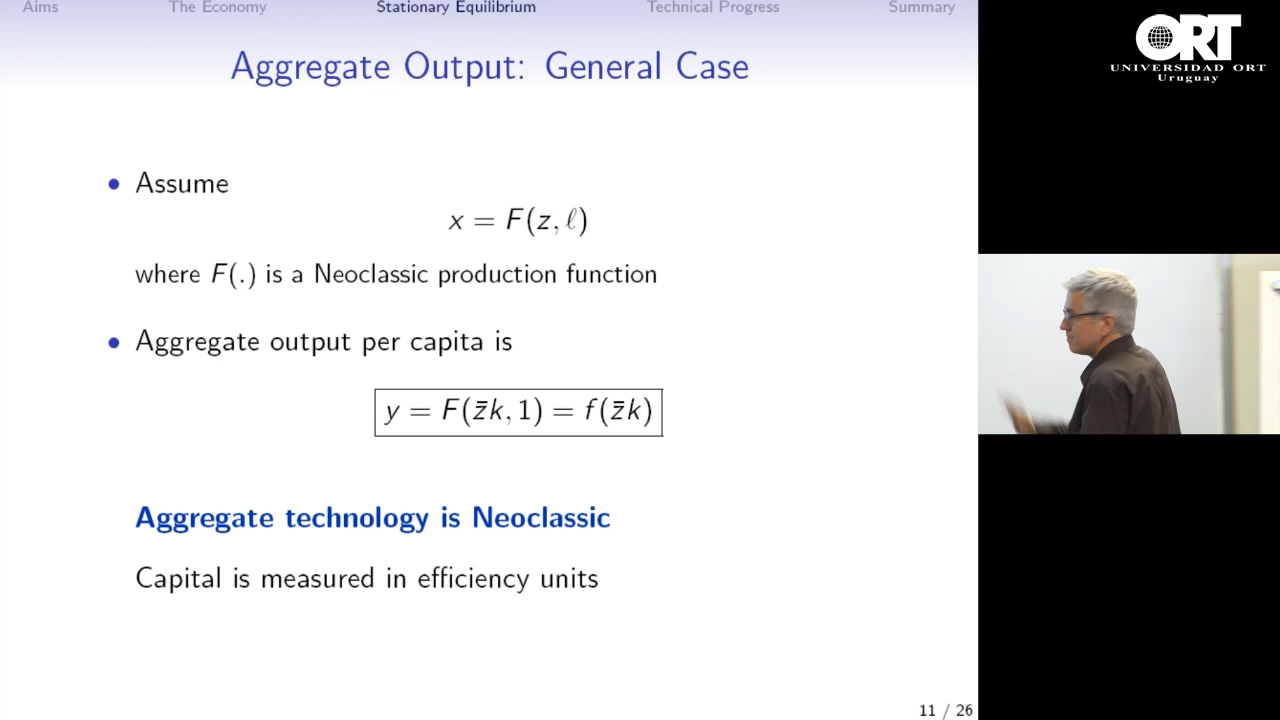 Aims The Economy Stationary Equilibrium Technical Progress Summary
Aggregate Output: General Case
• Assume
x = F(z, ℓ)
where F(.) is a Neoclassic production function
• Aggregate output per capita is
y = F(z̄k, 1) = f(z̄k)
Aggregate technology is Neoclassic
Capital is measured in efficiency units
11 / 26
ORT
UNIVERSIDAD ORT
Uruguay